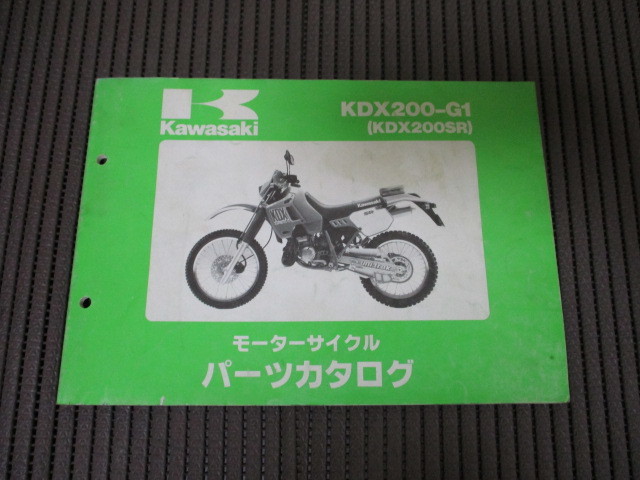 Kawasaki
KDX200-G1
(KDX200SR)
KDX
モーターサイクル
パーツカタログ